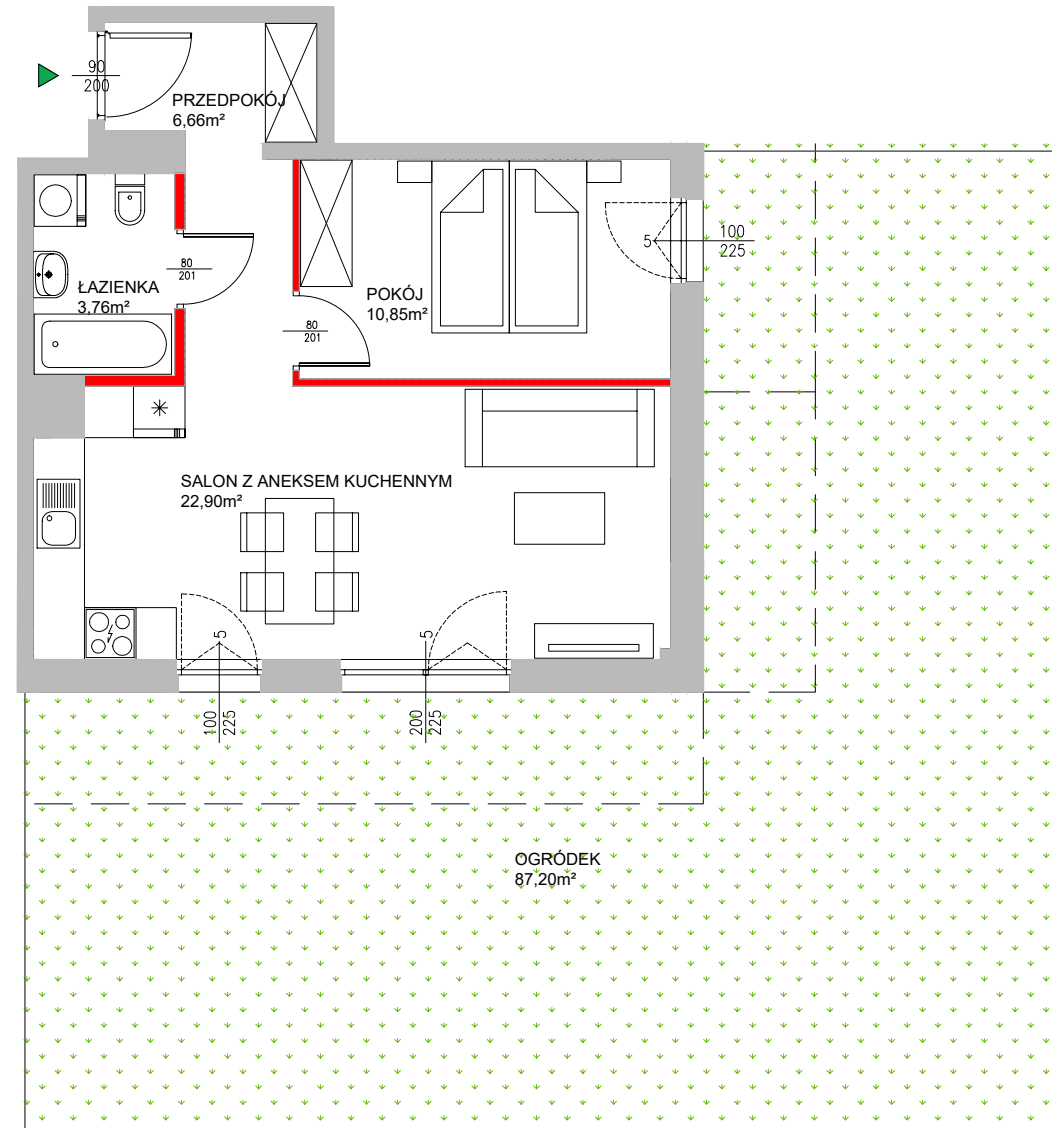 90
200
PRZEDPOKÓJ
6,66m²
100
225
5
80
201
ŁAZIENKA
3,76m²
POKÓJ
10,85m²
80
201
SALON Z ANEKSEM KUCHENNYM
22,90m²
5
5
100
225
200
225
OGRÓDEK
87,20m²